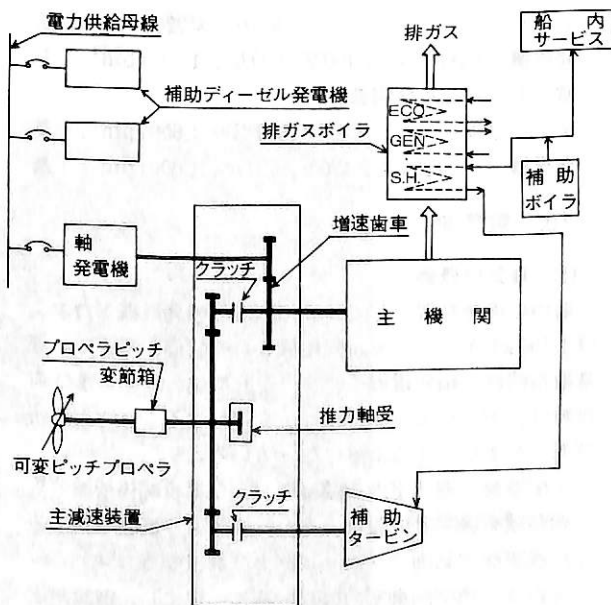 電力供給母線
補助ディーゼル発電機
排ガス
船内
サービス
排ガスボイラ
ECO
GEN
S.H.
補助
ボイラ
軸
発電機
増速歯車
クラッチ
主機関
プロペラピッチ
変節箱
推力軸受
可変ピッチプロペラ
クラッチ
主減速装置
補助
タービン